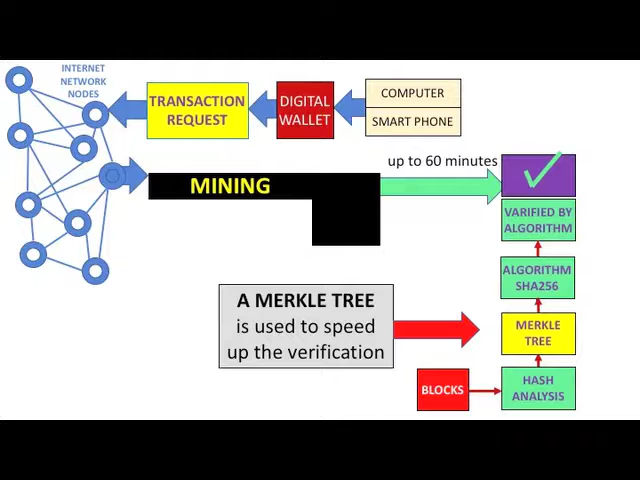 INTERNET
NETWORK
NODES
TRANSACTION
REQUEST
DIGITAL
WALLET
COMPUTER
SMART PHONE
MINING
up to 60 minutes
VARIFIED BY
ALGORITHM
ALGORITHM
SHA256
A MERKLE TREE
is used to speed
up the verification
MERKLE
TREE
BLOCKS
HASH
ANALYSIS